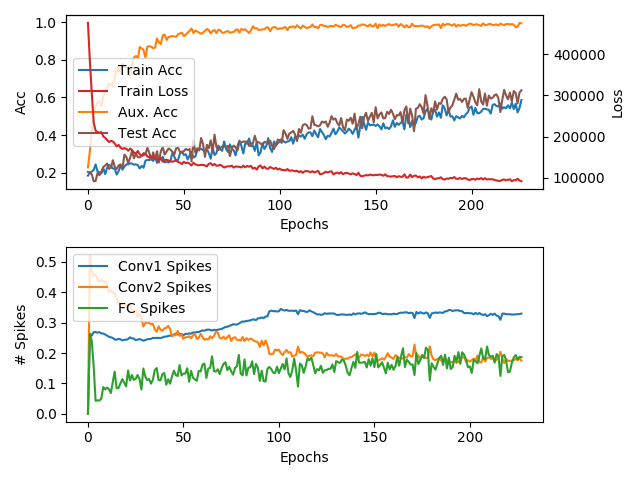 1.0
0.8
0.6
0.4
0.2
Acc
400000
300000
200000
100000
Loss
Train Acc
Train Loss
Aux. Acc
Test Acc
0 50 100 150 200
Epochs
0.5
0.4
0.3
0.2
0.1
0.0
# Spikes
Conv1 Spikes
Conv2 Spikes
FC Spikes
0 50 100 150 200
Epochs